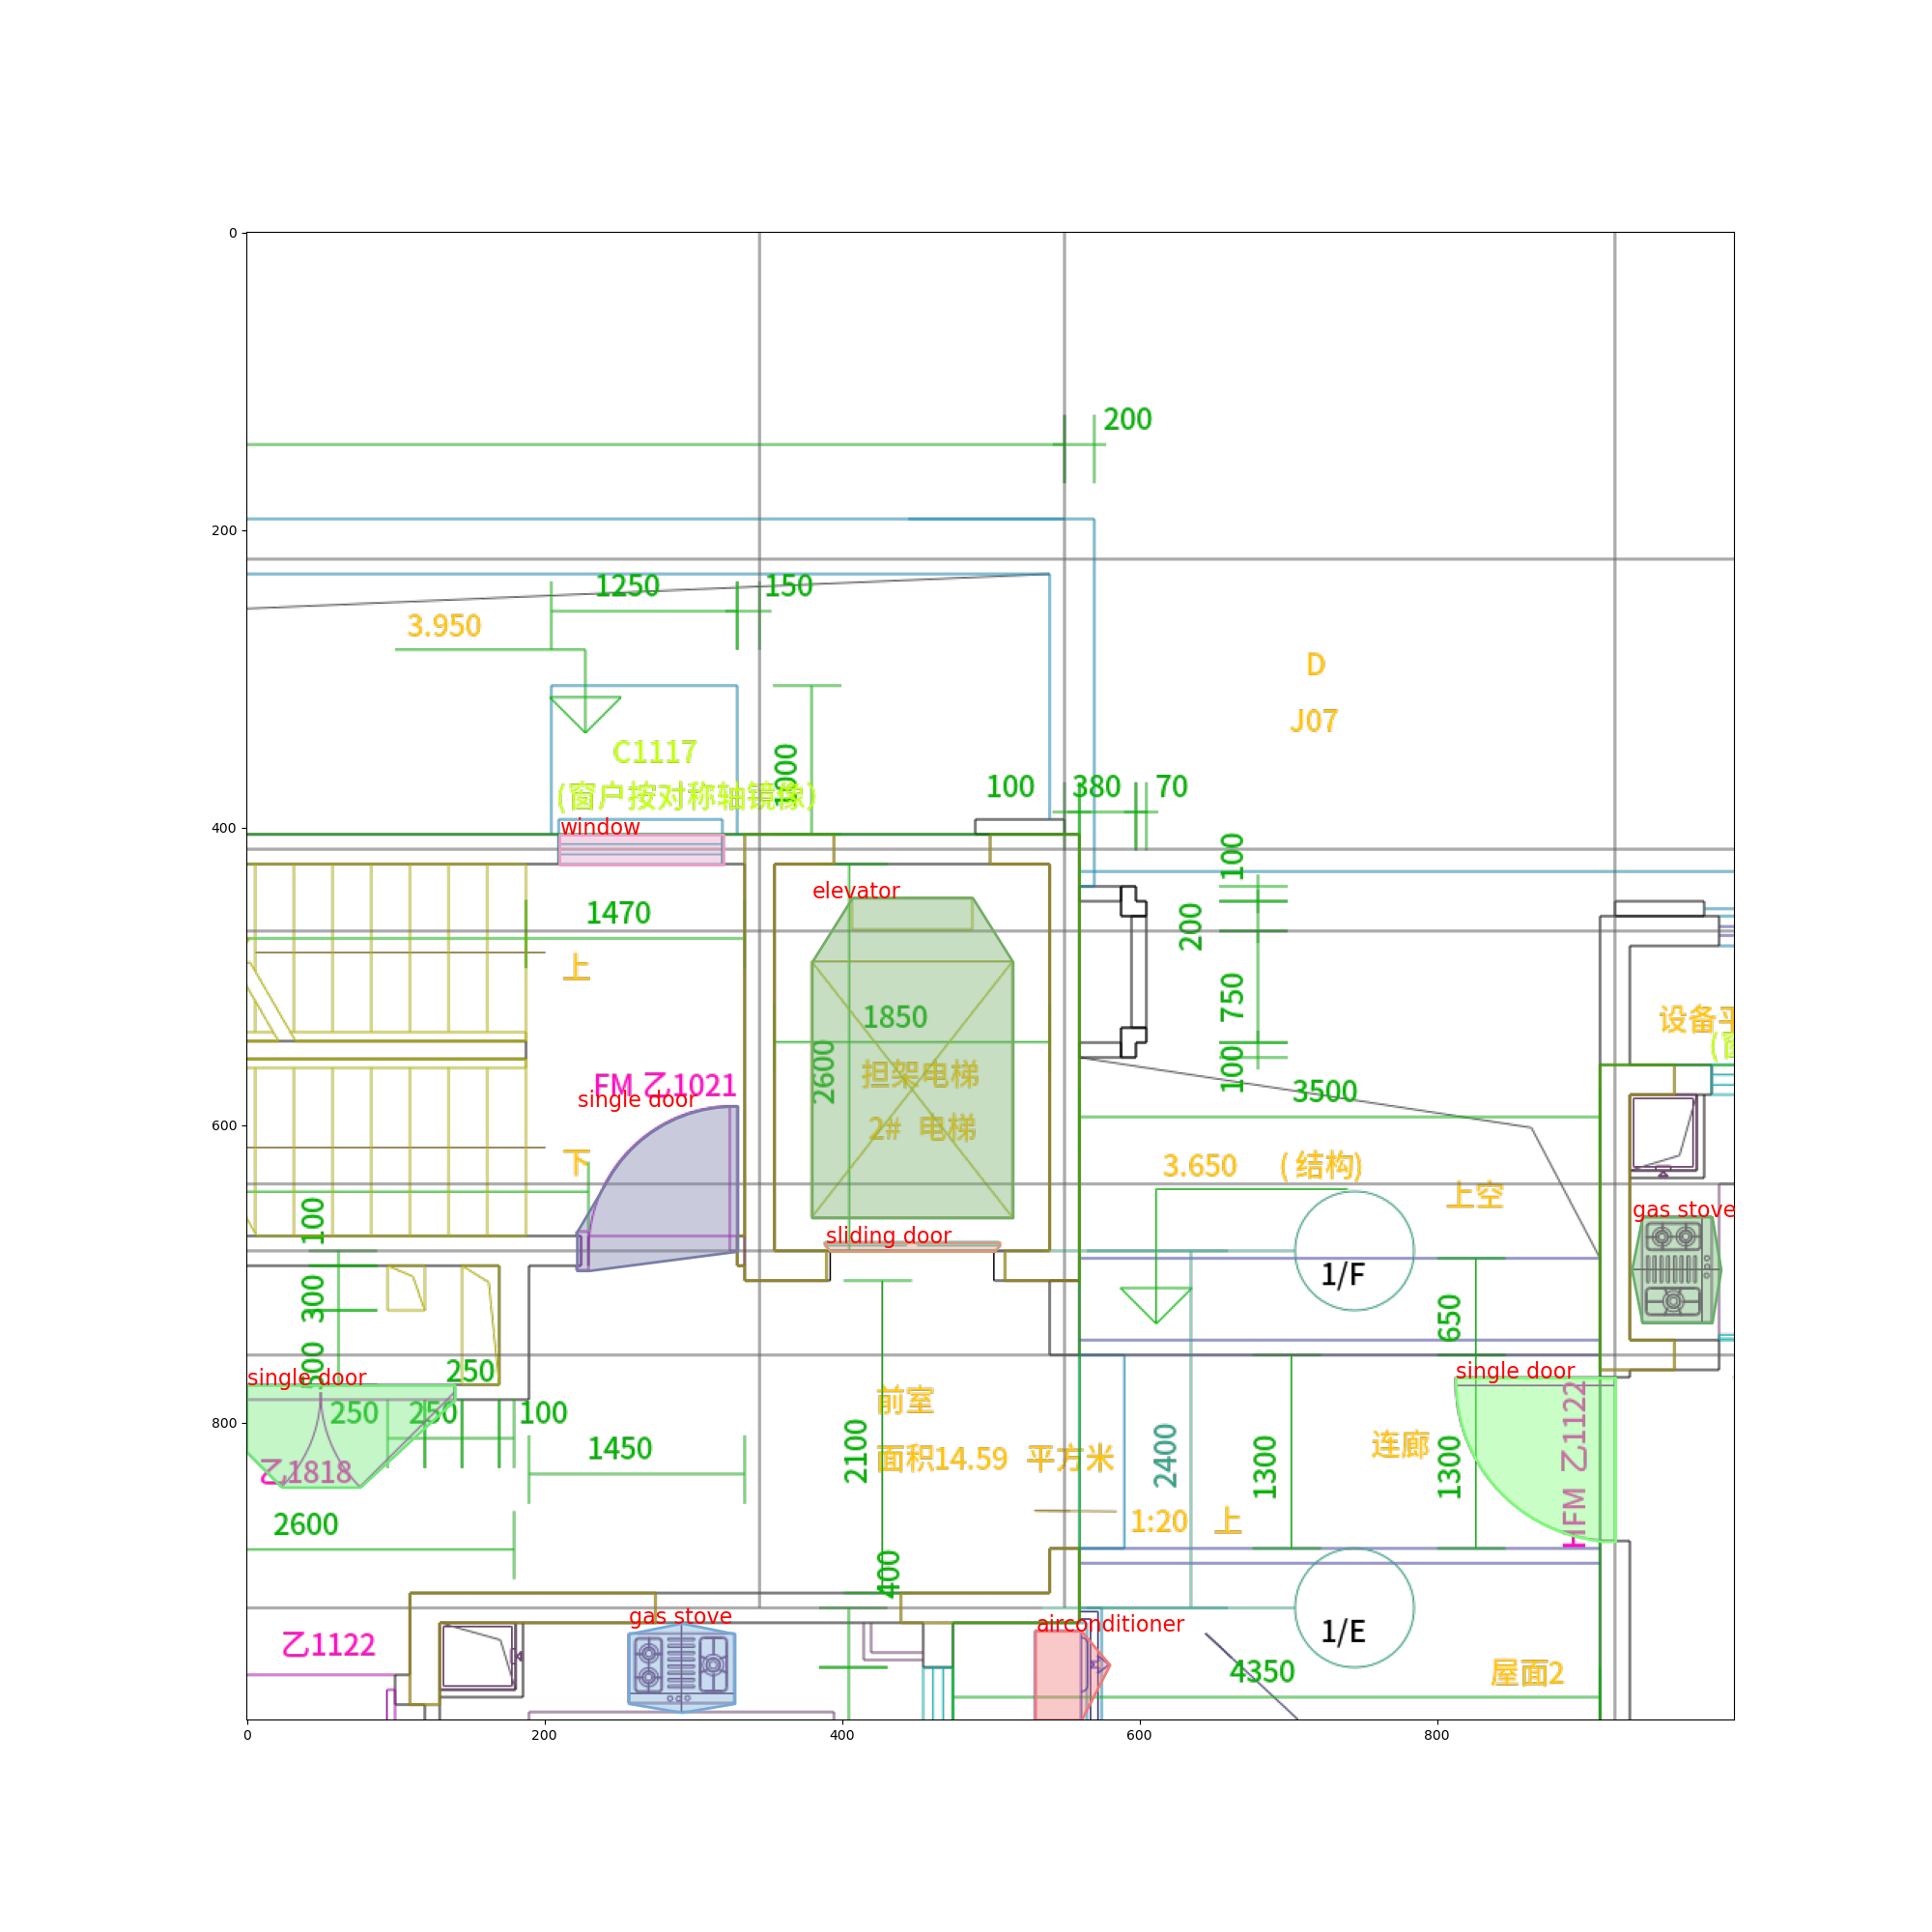 0
200
1250
150
3.950
200
D
J07
C1117
1000
(窗户按对称轴镜像)
100
380
70
400
window
100
elevator
1470
200
上
1850
750
设备平
2600
担架电梯
100
3500
FM 乙1021
single door
600
2# 电梯
下
3.650
(结构)
上空
100
gas stove
sliding door
1/F
300
650
250
single door
single door
250
250
100
前室
HFM 乙1122
800
1450
2100
面积14.59 平方米
2400
1300
连廊
1300
乙1818
2600
1:20 上
400
gas stove
airconditioner
乙1122
1/E
4350
屋面2
0
200
400
600
800